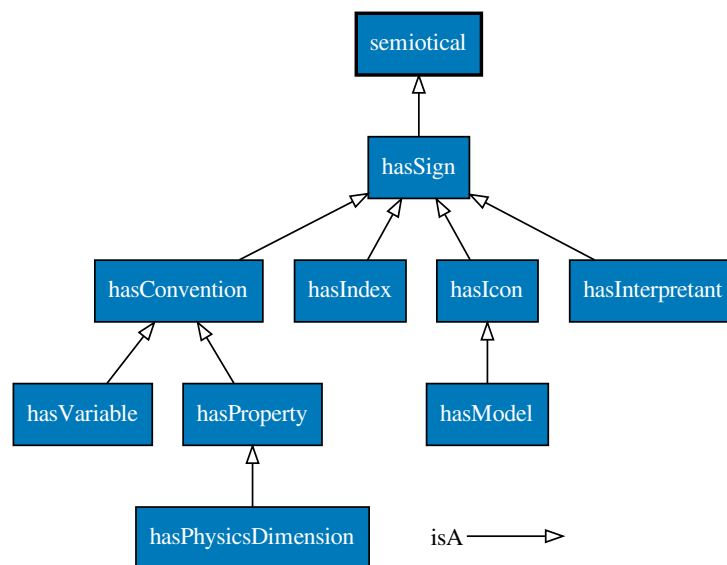 semiotical
hasSign
hasConvention
hasIndex
hasIcon
hasInterpretant
hasVariable
hasProperty
hasModel
hasPhysicsDimension
isA